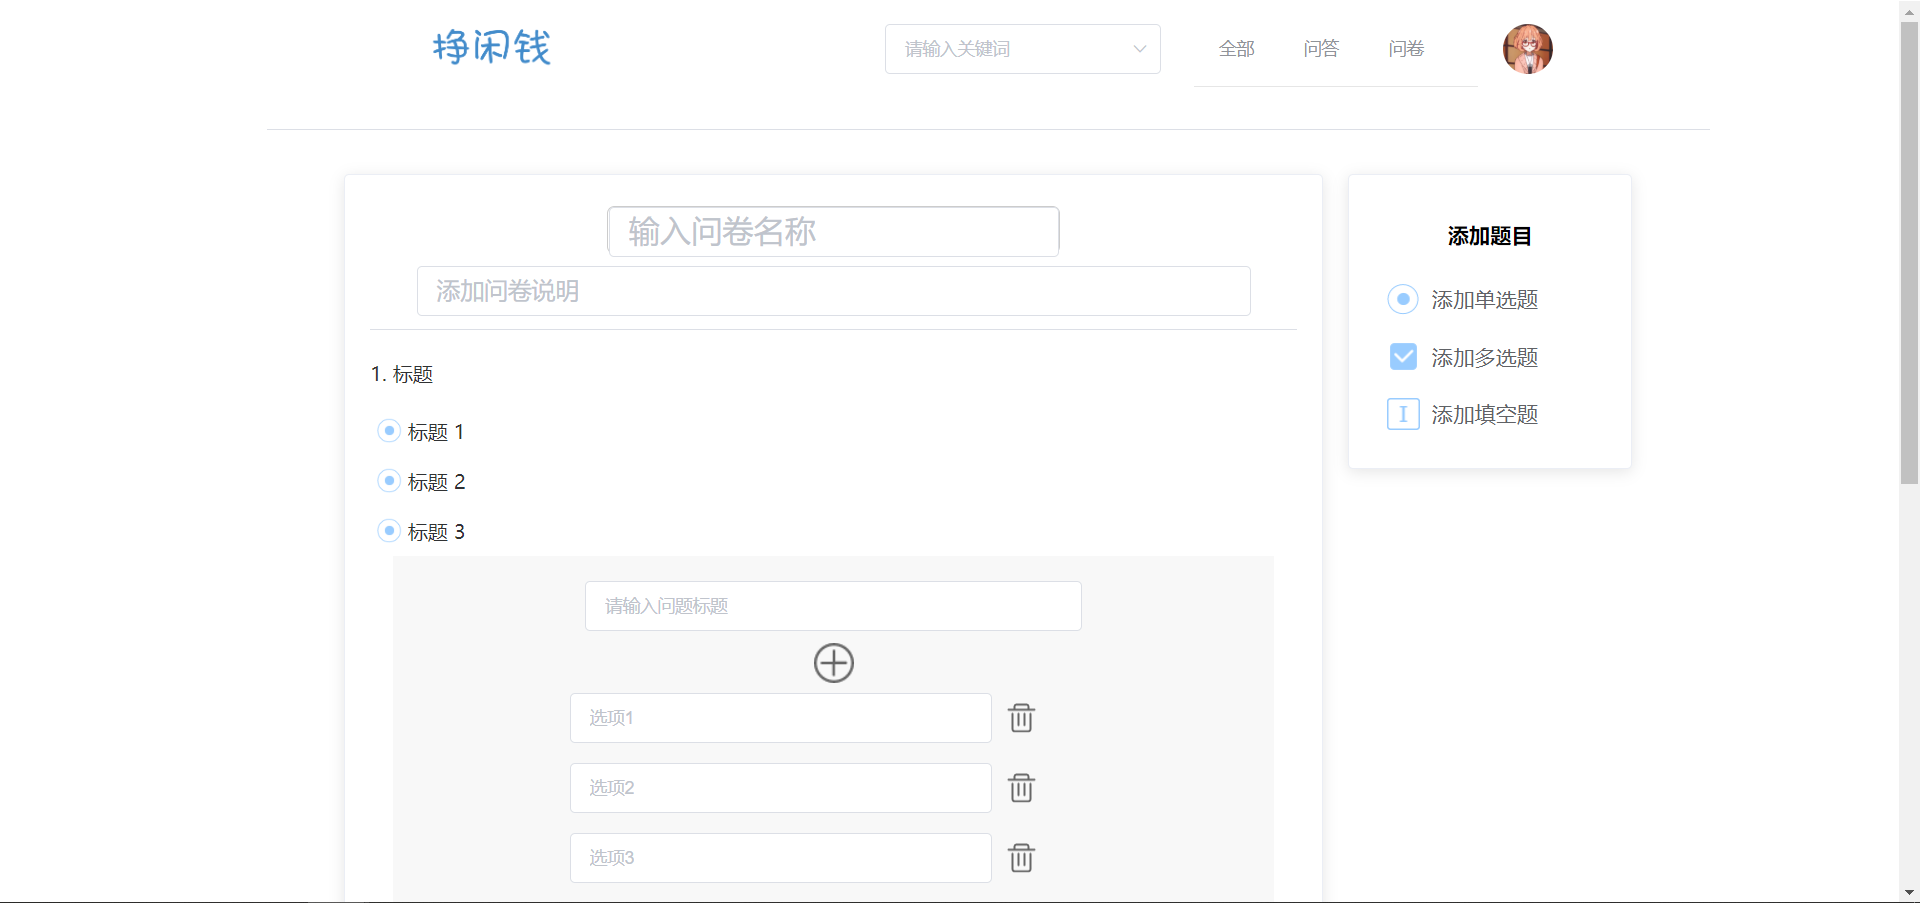 挣闲钱
请输入关键词
全部 问答 问卷
输入问卷名称
添加问卷说明
1. 标题
标题 1
标题 2
标题 3
请输入问题标题
选项1
选项2
选项3
添加题目
添加单选题
添加多选题
添加填空题